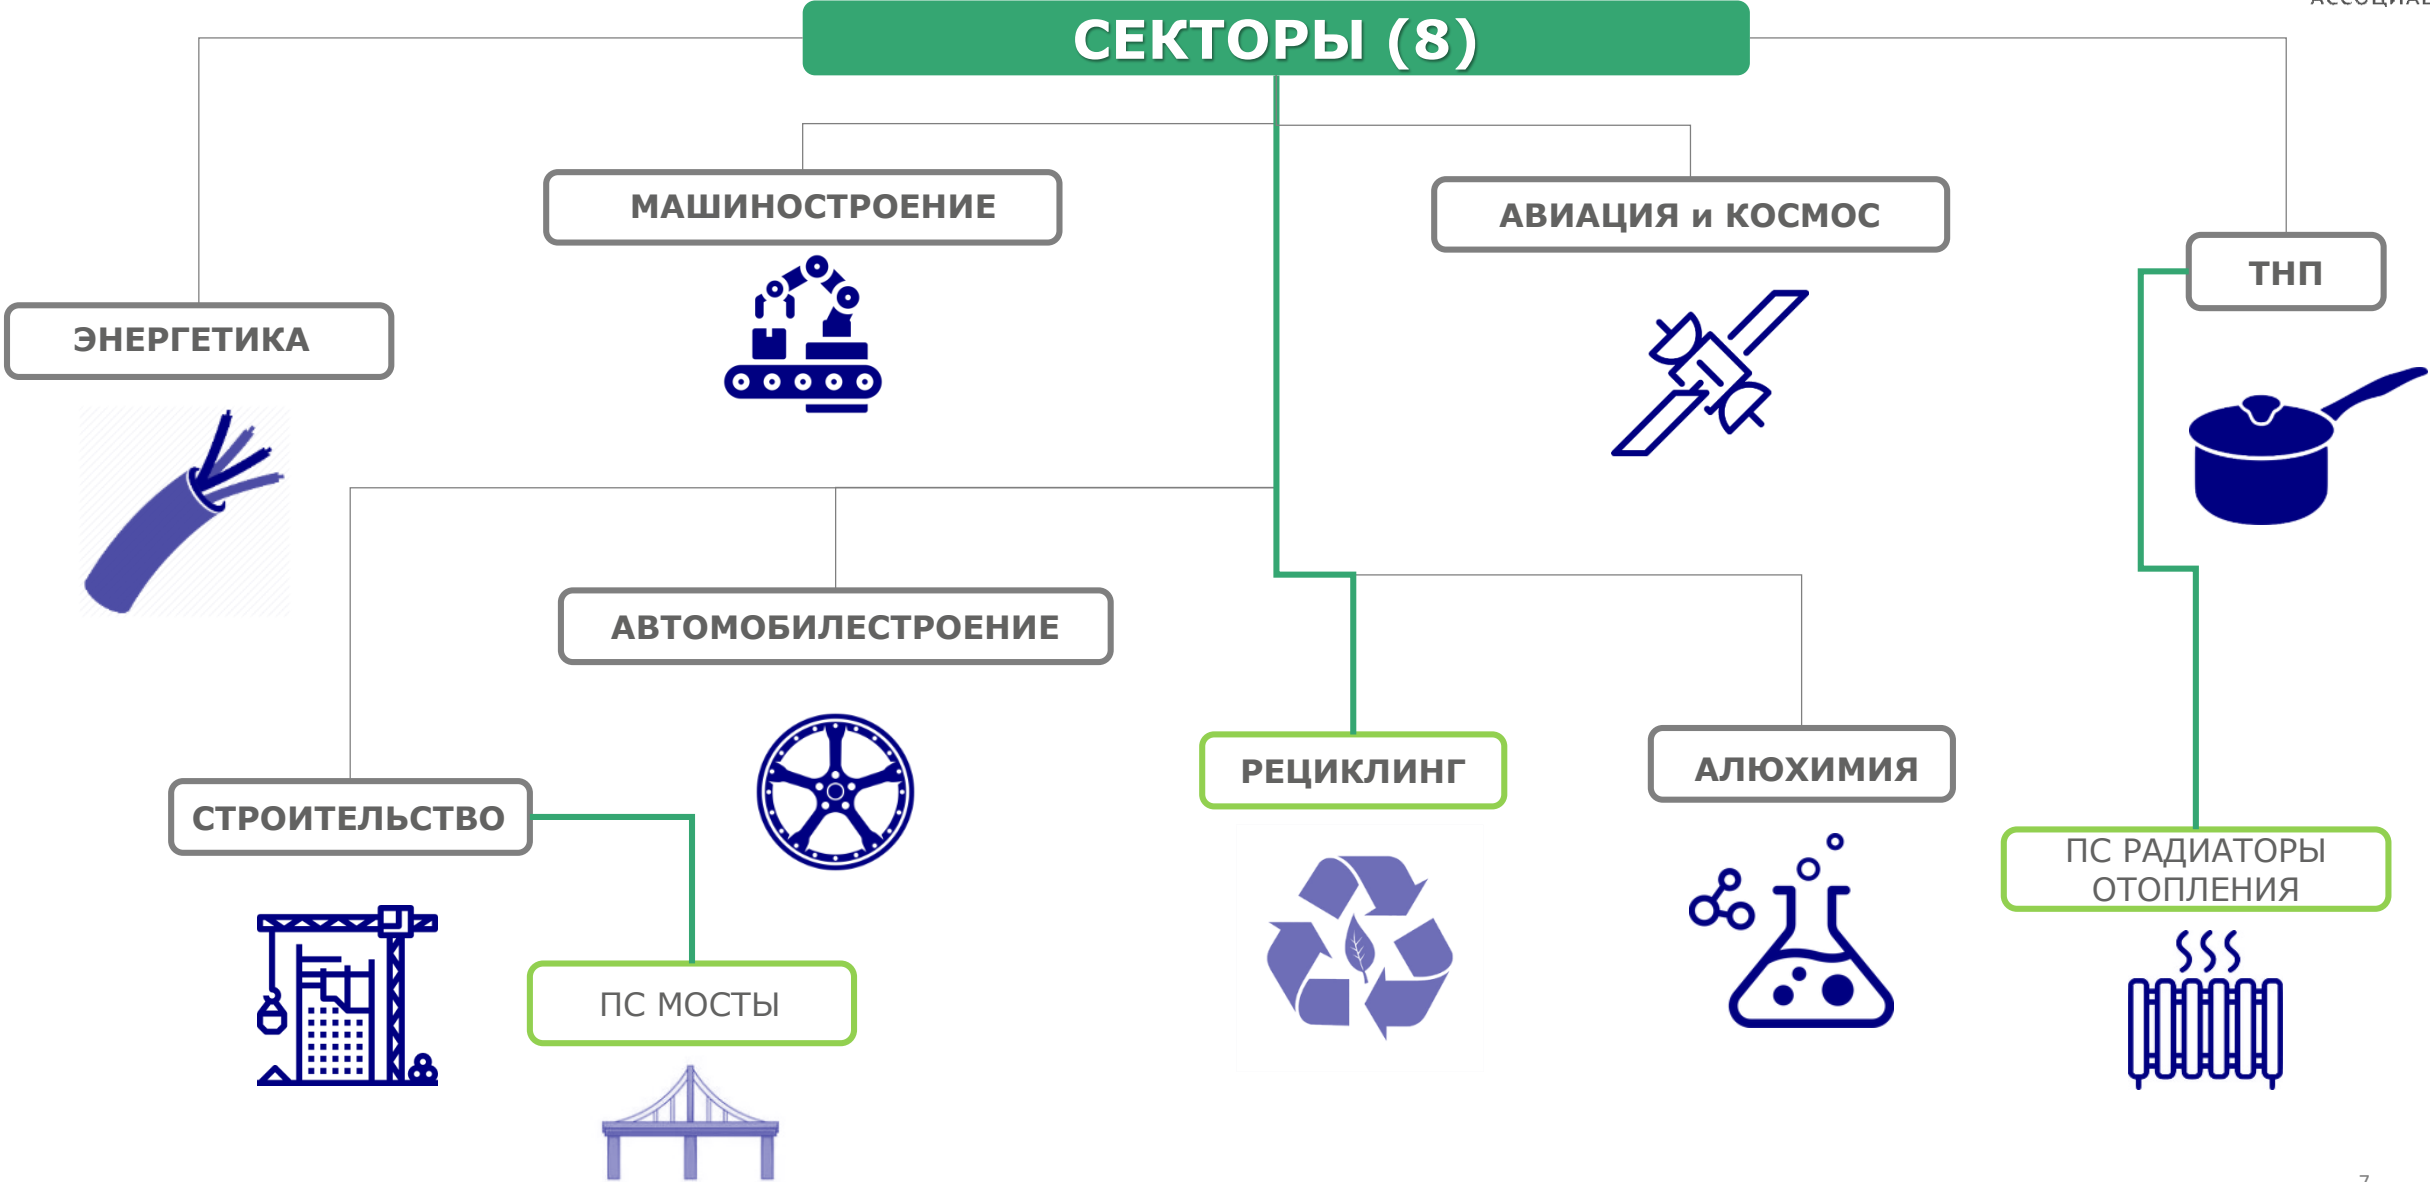 СЕКТОРЫ (8)
МАШИНОСТРОЕНИЕ
АВИАЦИЯ и КОСМОС
ТНП
ЭНЕРГЕТИКА
АВТОМОБИЛЕСТРОЕНИЕ
РЕЦИКЛИНГ
АЛЮХИМИЯ
СТРОИТЕЛЬСТВО
ПС РАДИАТОРЫ
ОТОПЛЕНИЯ
ПС МОСТЫ